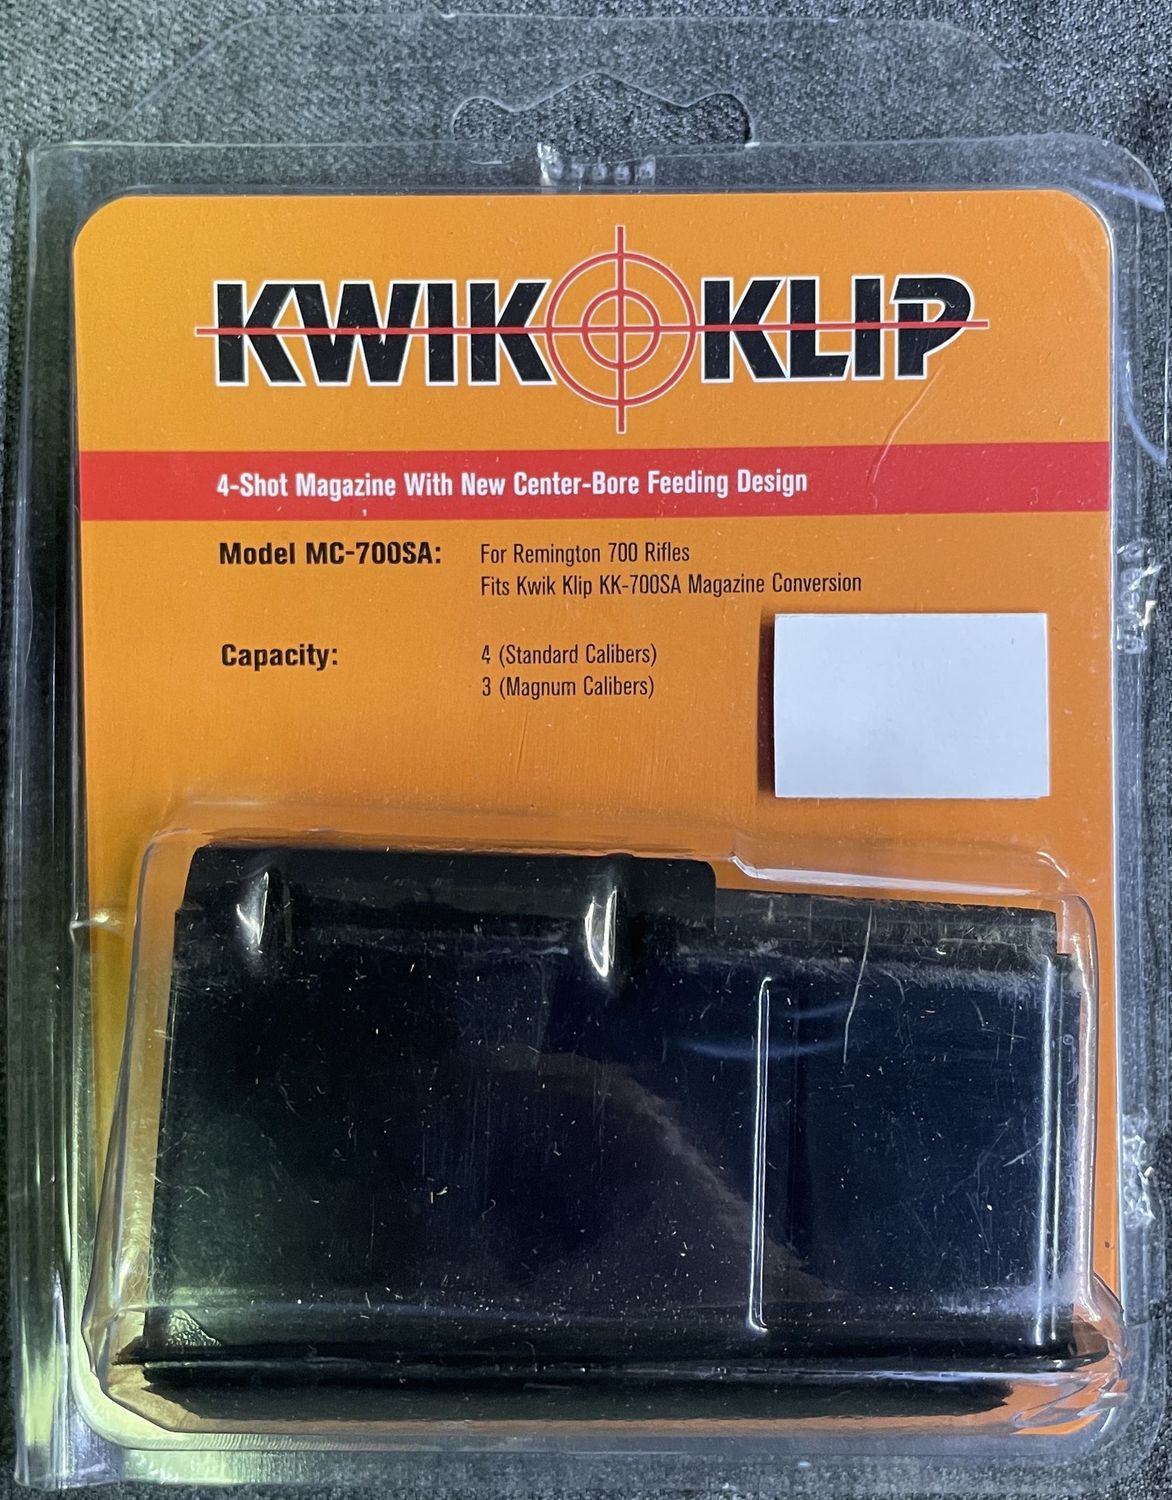 KWIK KLIP
4-Shot Magazine With New Center-Bore Feeding Design
Model MC-700SA: For Remington 700 Rifles
Fits Kwik Klip KK-700SA Magazine Conversion
Capacity: 4 (Standard Calibers)
3 (Magnum Calibers)